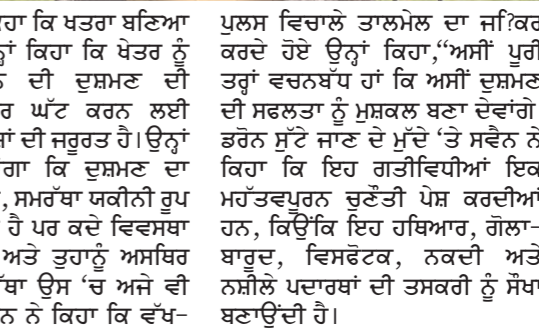 ਕਿ ਖਤਰਾ ਬਣਿਆ
ਕਿਹਾ ਕਿ ਖੇਤਰ ਨੂੰ
ਦੀ ਦੁਸ਼ਮਣ ਦੀ
ਘੱਟ ਕਰਨ ਲਈ
ਦੀ ਜਰੂਰਤ ਹੈ।ਉਨ੍ਹਾਂ
ਕਿ ਦੁਸ਼ਮਣ ਦਾ
, ਸਮਰੱਥਾ ਯਕੀਨੀ ਰੂਪ
ਹੈ ਪਰ ਕਦੇ ਵਿਵਸਥਾ
ਅਤੇ ਤੁਹਾਨੂੰ ਅਸਥਿਰ
ਉਸ ‘ਚ ਅਜੇ ਵੀ
ਨੇ ਕਿਹਾ ਕਿ ਵੱਖ-
ਪੁਲਸ ਵਿਚਾਲੇ ਤਾਲਮੇਲ ਦਾ ਜ?ਿਕਰ
ਕਰਦੇ ਹੋਏ ਉਨ੍ਹਾਂ ਕਿਹਾ,‘‘ਅਸੀਂ ਪੂਰੀ
ਤਰ੍ਹਾਂ ਵਚਨਬੱਧ ਹਾਂ ਕਿ ਅਸੀਂ ਦੁਸ਼ਮਣ
ਦੀ ਸਫਲਤਾ ਨੂੰ ਮੁਸ਼ਕਲ ਬਣਾ ਦੇਵਾਂਗੇ
ਡਰੋਨ ਸੁੱਟੇ ਜਾਣ ਦੇ ਮੁੱਦੇ ‘ਤੇ ਸਵੈਨ ਨੇ
ਕਿਹਾ ਕਿ ਇਹ ਗਤੀਵਿਧੀਆਂ ਇਕ
ਮਹੱਤਵਪੂਰਨ ਚੁਣੌਤੀ ਪੇਸ਼ ਕਰਦੀਆਂ
ਹਨ, ਕਿਉਂਕਿ ਇਹ ਹਥਿਆਰ, ਗੋਲਾ-
ਬਾਰੂਦ, ਵਿਸਫੋਟਕ, ਨਕਦੀ ਅਤੇ
ਨਸ਼ੀਲੇ ਪਦਾਰਥਾਂ ਦੀ ਤਸਕਰੀ ਨੂੰ ਸੌਖਾ
ਬਣਾਉਂਦੀ ਹੈ।